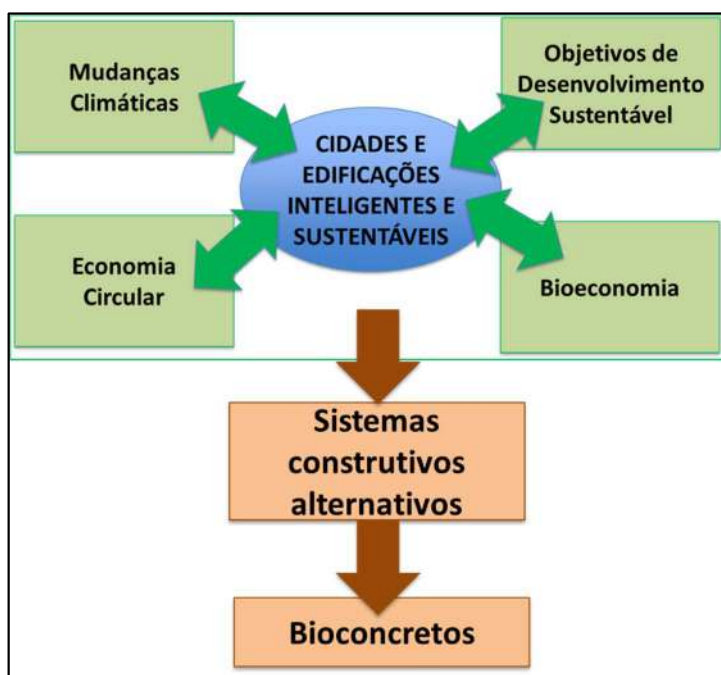 Mudanças
Climáticas
Objetivos de
Desenvolvimento
Sustentável
CIDADES E
EDIFICAÇÕES
INTELIGENTES E
SUSTENTÁVEIS
Economia
Circular
Bioeconomia
Sistemas
construtivos
alternativos
Bioconcretos